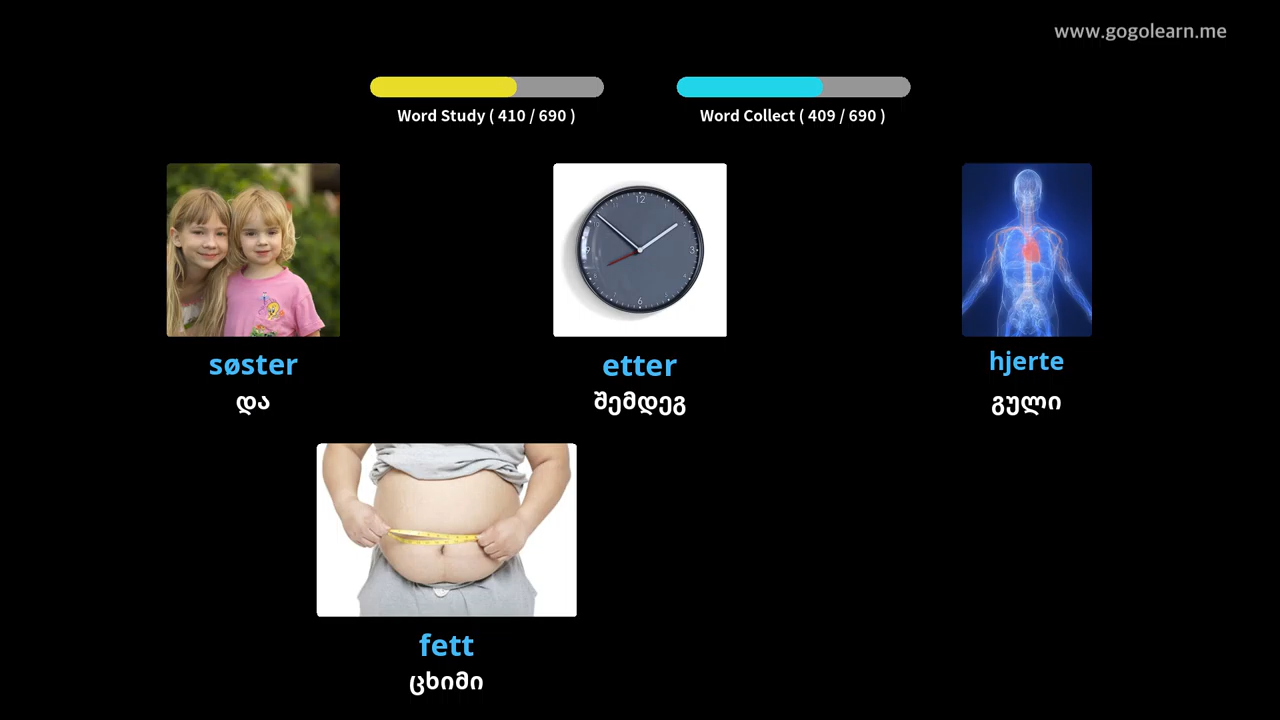 www.gogolearn.me
Word Study ( 410 / 690 )
Word Collect ( 409 / 690 )
søster
და
etter
შემდეგ
hjerte
გული
fett
ცხიმი